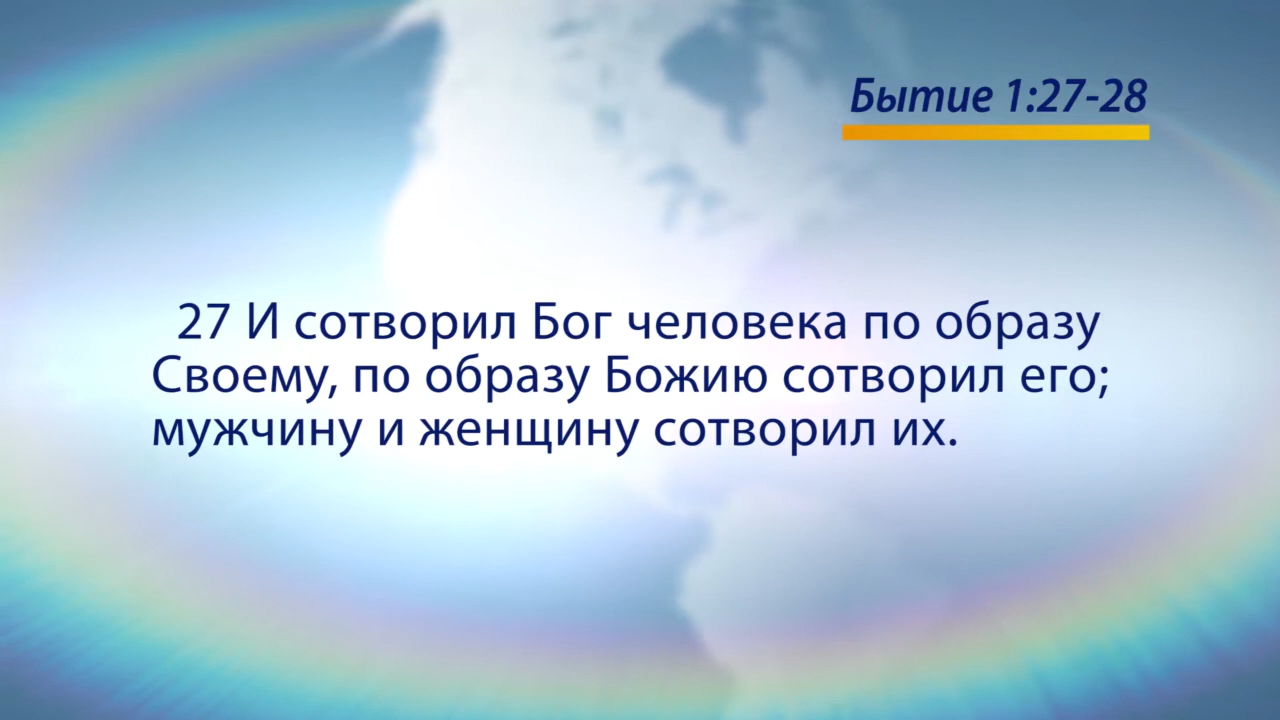 Бытие 1:27-28
27 И сотворил Бог человека по образу
Своему, по образу Божию сотворил его;
мужчину и женщину сотворил их.